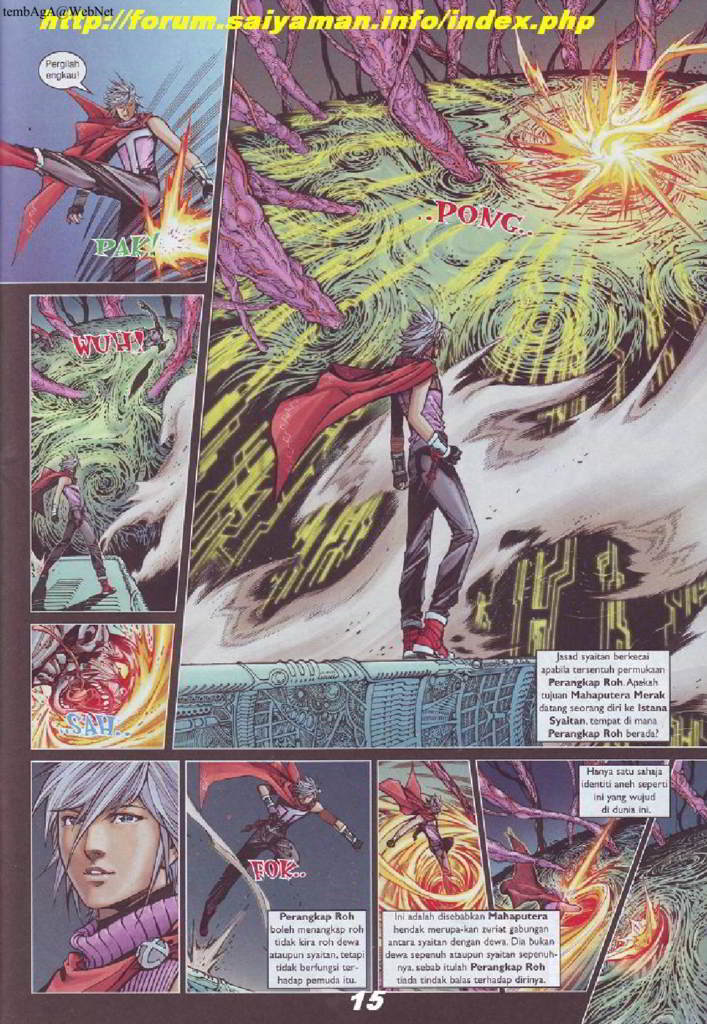 tembAgA@WebNet
http://forum.saiyaman.info/index.php
Pergilah
engkau!
PAK!
..PONG..
WUH!
SAH..
Jasad syaitan berkecai
apabila tersentuh permukaan
Perangkap Roh. Apakah
tujuan Mahaputera Merak
datang seorang diri ke Istana
Syaitan, tempat di mana
Perangkap Roh berada?
FOK..
Perangkap Roh
boleh menangkap roh
tidak kira roh dewa
ataupun syaitan, tetapi
tidak berfungsi ter-
hadap pemuda itu.
Ini adalah disebabkan Mahaputera
hendak merupa-kan zuriat gabungan
antara syaitan dengan dewa. Dia bukan
dewa sepenuh ataupun syaitan sepenuh-
nya, sebab itulah Perangkap Roh
tiada tindak balas terhadap dirinya.
Hanya satu sahaja
identiti aneh seperti
ini yang wujud
di dunia ini.
15